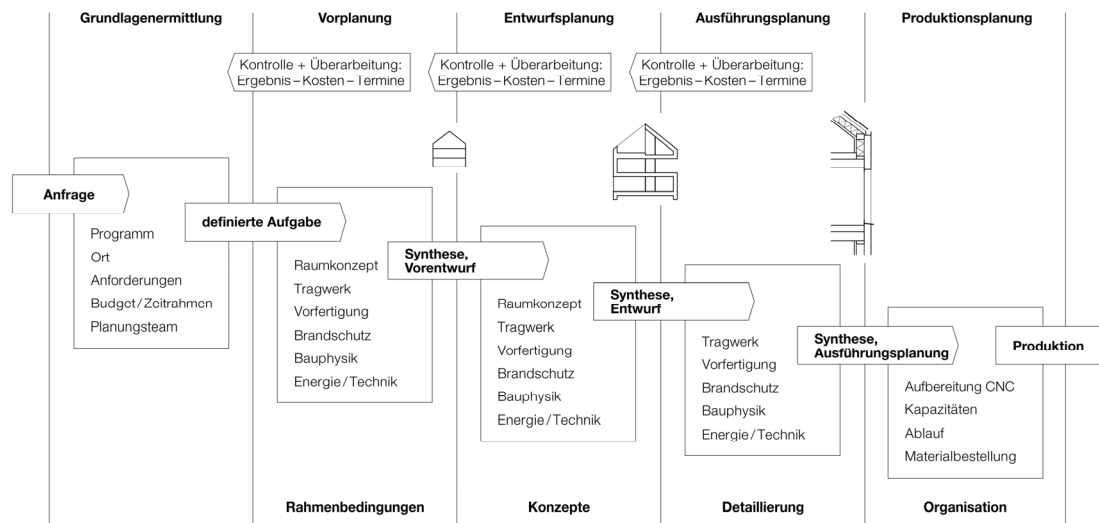 Grundlagenermittlung
Vorplanung
Entwurfsplanung
Ausführungsplanung
Produktionsplanung
Kontrolle + Überarbeitung:
Ergebnis – Kosten – Termine
Kontrolle + Überarbeitung:
Ergebnis – Kosten – Termine
Kontrolle + Überarbeitung:
Ergebnis – Kosten – Termine
Anfrage
Programm
Ort
Anforderungen
Budget / Zeitrahmen
Planungsteam
definierte Aufgabe
Raumkonzept
Tragwerk
Vorfertigung
Brandschutz
Bauphysik
Energie / Technik
Synthese,
Vorentwurf
Raumkonzept
Tragwerk
Vorfertigung
Brandschutz
Bauphysik
Energie / Technik
Synthese,
Entwurf
Tragwerk
Vorfertigung
Brandschutz
Bauphysik
Energie / Technik
Synthese,
Ausführungsplanung
Aufbereitung CNC
Kapazitäten
Ablauf
Materialbestellung
Produktion
Rahmenbedingungen
Konzepte
Detaillierung
Organisation